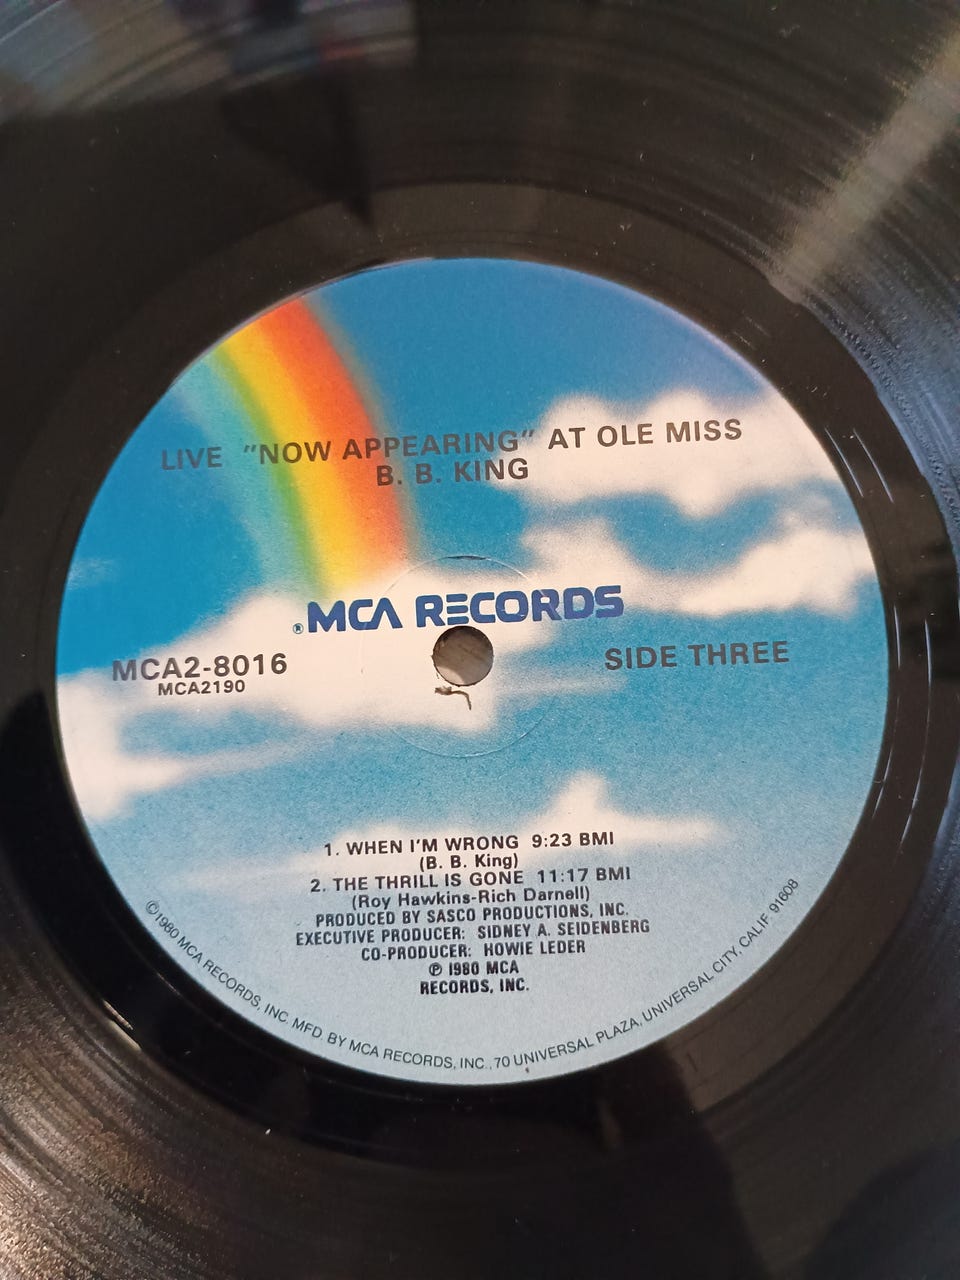 LIVE "NOW APPEARING" AT OLE MISS
B. B. KING
® MCA RECORDS
MCA2-8016
MCA2190
SIDE THREE
1. WHEN I'M WRONG 9:23 BMI
(B. B. King)
2. THE THRILL IS GONE 11:17 BMI
(Roy Hawkins-Rich Darnell)
PRODUCED BY SASCO PRODUCTIONS, INC.
EXECUTIVE PRODUCER: SIDNEY A. SEIDENBERG
CO-PRODUCER: HOWIE LEDER
℗ 1980 MCA
RECORDS, INC.
©1980 MCA RECORDS, INC. MFD. BY MCA RECORDS, INC., 70 UNIVERSAL PLAZA, UNIVERSAL CITY, CALIF. 91608